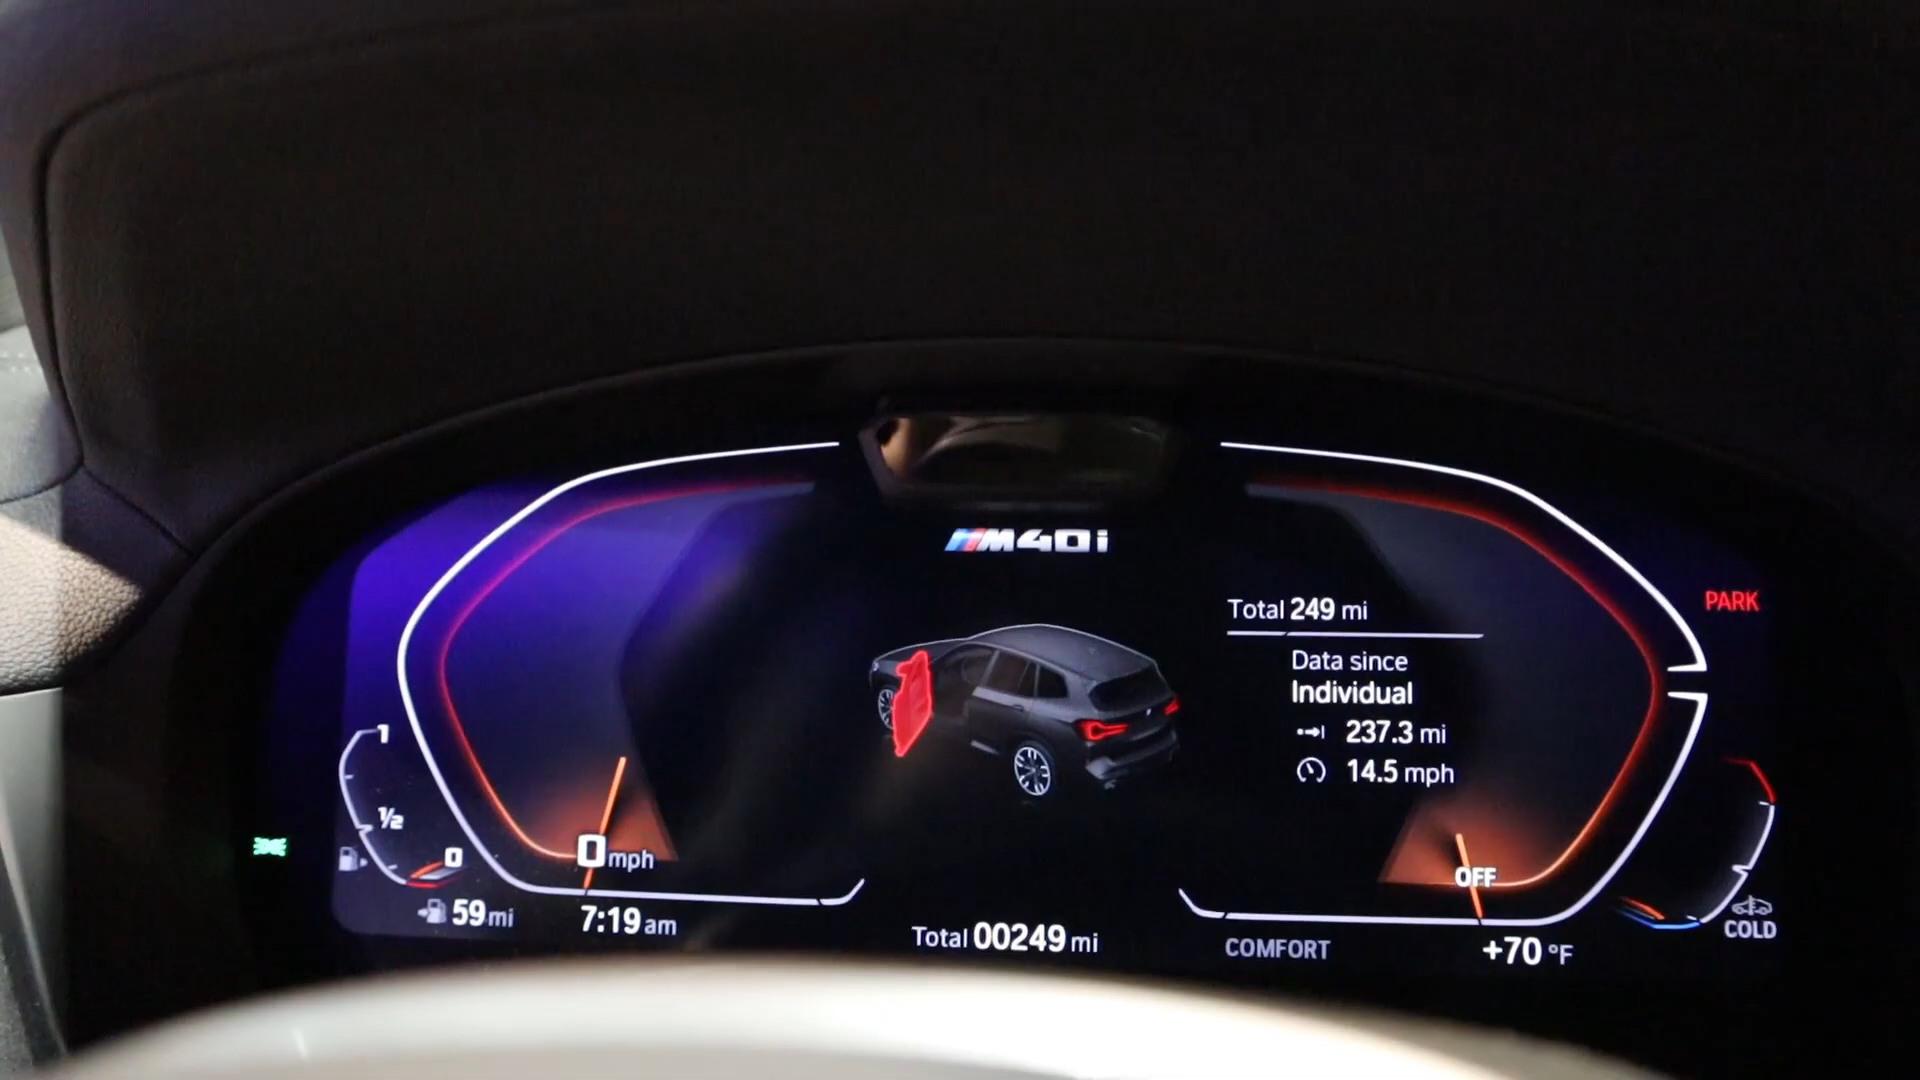 M40i
Total 249 mi
PARK
Data since
Individual
237.3 mi
14.5 mph
1
1/2
0
0 mph
OFF
59 mi
7:19 am
Total 00249 mi
COMFORT
+70 °F
COLD